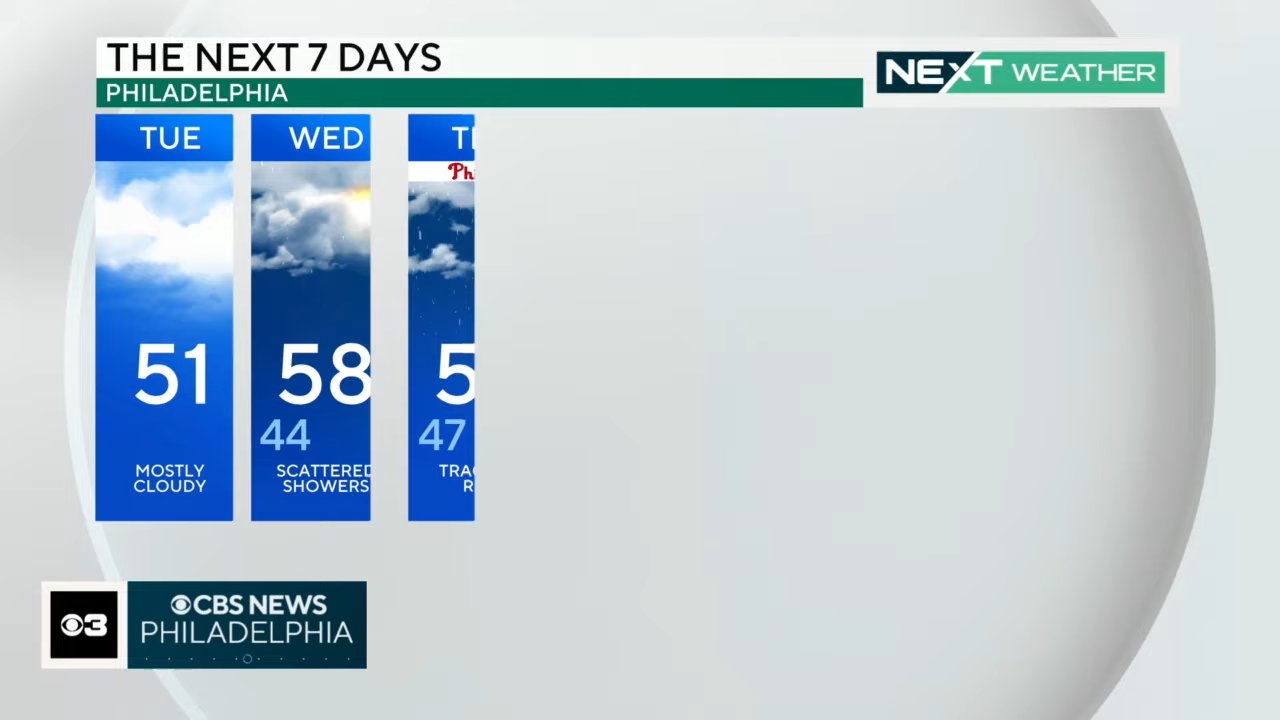 THE NEXT 7 DAYS
NEXT WEATHER
PHILADELPHIA
TUE
WED
51
58
44
47
MOSTLY
CLOUDY
SCATTERED
SHOWERS
3
CBS NEWS
PHILADELPHIA